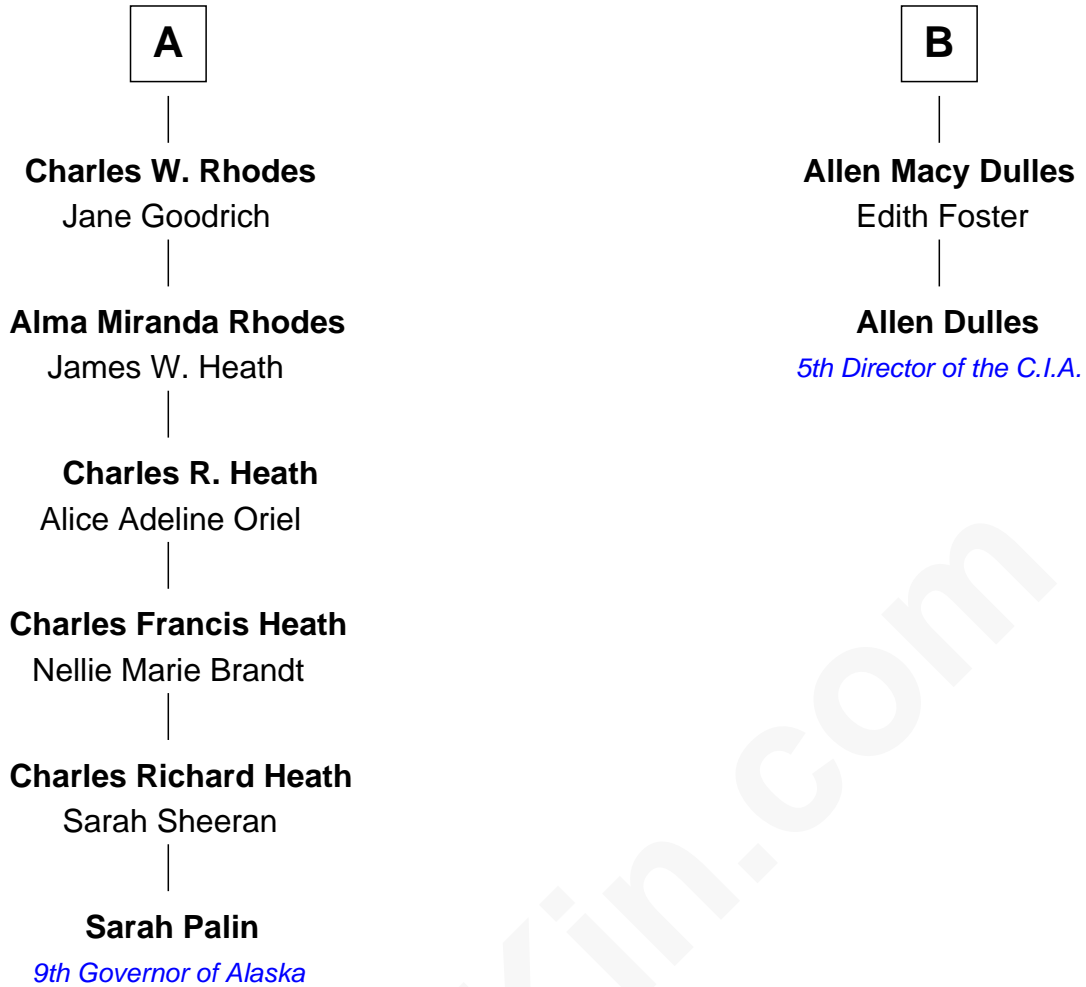 A
Charles W. Rhodes
Jane Goodrich
Alma Miranda Rhodes
James W. Heath
Charles R. Heath
Alice Adeline Oriel
Charles Francis Heath
Nellie Marie Brandt
Charles Richard Heath
Sarah Sheeran
Sarah Palin
9th Governor of Alaska
B
Allen Macy Dulles
Edith Foster
Allen Dulles
5th Director of the C.I.A.